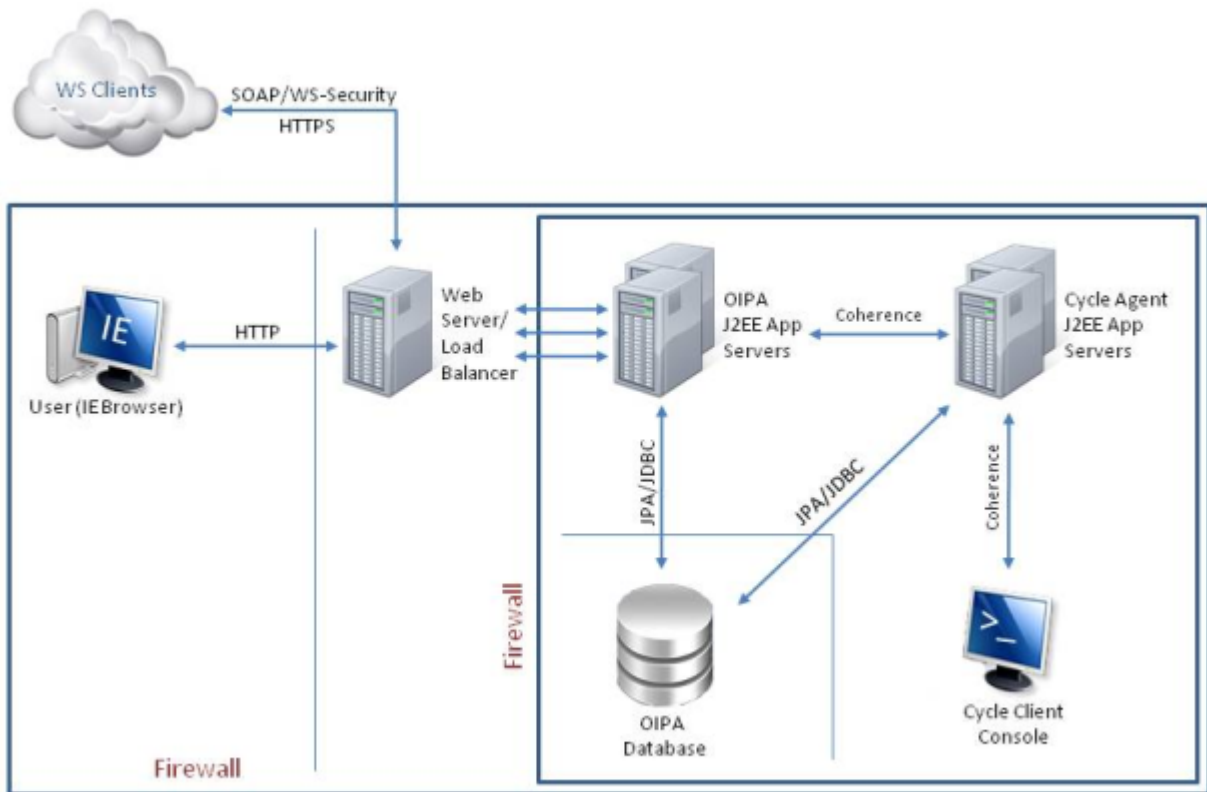 WS Clients
SOAP/WS-Security
HTTPS
IE
User (IEBrowser)
HTTP
Web
Server/
Load
Balancer
OIPA
J2EE App
Servers
Coherence
Cycle Agent
J2EE App
Servers
JPA/JDBC
JPA/JDBC
Coherence
>_
OIPA
Database
Cycle Client
Console
Firewall
Firewall